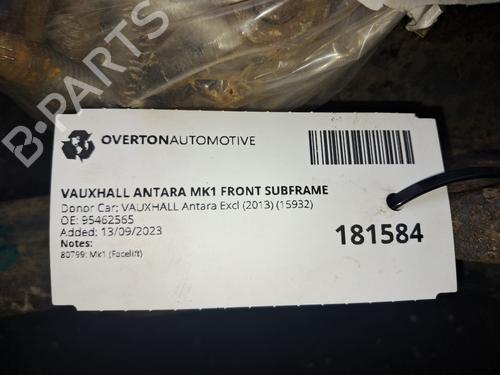 B-PARTS
OVERTONAUTOMOTIVE
VAUXHALL ANTARA MK1 FRONT SUBFRAME
Donor Car: VAUXHALL Antara Excl (2013) (15932)
OE: 95462565
Added: 13/09/2023
Notes:
80799: Mk1 (Facelift)
181584